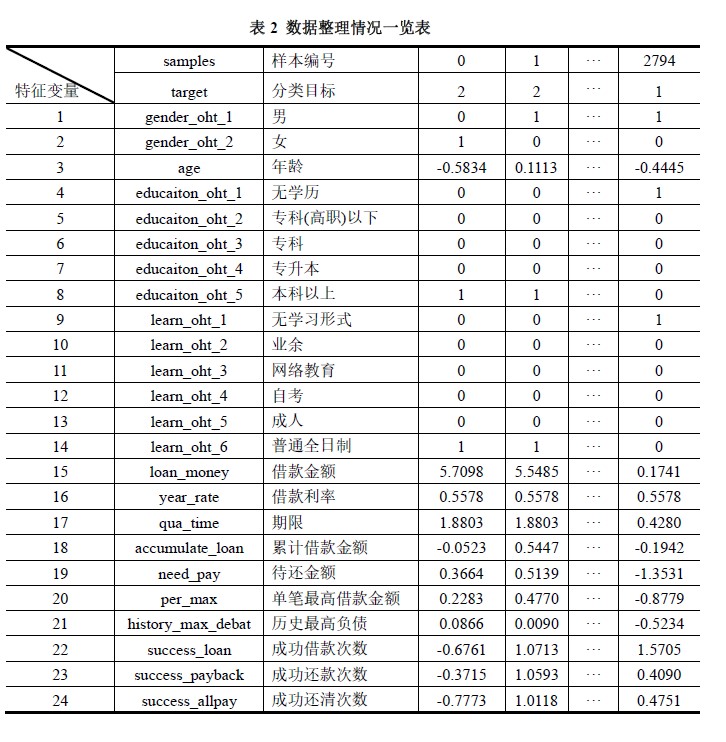 表 2 数据整理情况一览表
samples 样本编号 0 1 … 2794
特征变量 target 分类目标 2 2 … 1
1 gender_oht_1 男 0 1 … 1
2 gender_oht_2 女 1 0 … 0
3 age 年龄 -0.5834 0.1113 … -0.4445
4 educaiton_oht_1 无学历 0 0 … 1
5 educaiton_oht_2 专科(高职)以下 0 0 … 0
6 educaiton_oht_3 专科 0 0 … 0
7 educaiton_oht_4 专升本 0 0 … 0
8 educaiton_oht_5 本科以上 1 1 … 0
9 learn_oht_1 无学习形式 0 0 … 1
10 learn_oht_2 业余 0 0 … 0
11 learn_oht_3 网络教育 0 0 … 0
12 learn_oht_4 自考 0 0 … 0
13 learn_oht_5 成人 0 0 … 0
14 learn_oht_6 普通全日制 1 1 … 0
15 loan_money 借款金额 5.7098 5.5485 … 0.1741
16 year_rate 借款利率 0.5578 0.5578 … 0.5578
17 qua_time 期限 1.8803 1.8803 … 0.4280
18 accumulate_loan 累计借款金额 -0.0523 0.5447 … -0.1942
19 need_pay 待还金额 0.3664 0.5139 … -1.3531
20 per_max 单笔最高借款金额 0.2283 0.4770 … -0.8779
21 history_max_debat 历史最高负债 0.0866 0.0090 … -0.5234
22 success_loan 成功借款次数 -0.6761 1.0713 … 1.5705
23 success_payback 成功还款次数 -0.3715 1.0593 … 0.4090
24 success_allpay 成功还清次数 -0.7773 1.0118 … 0.4751